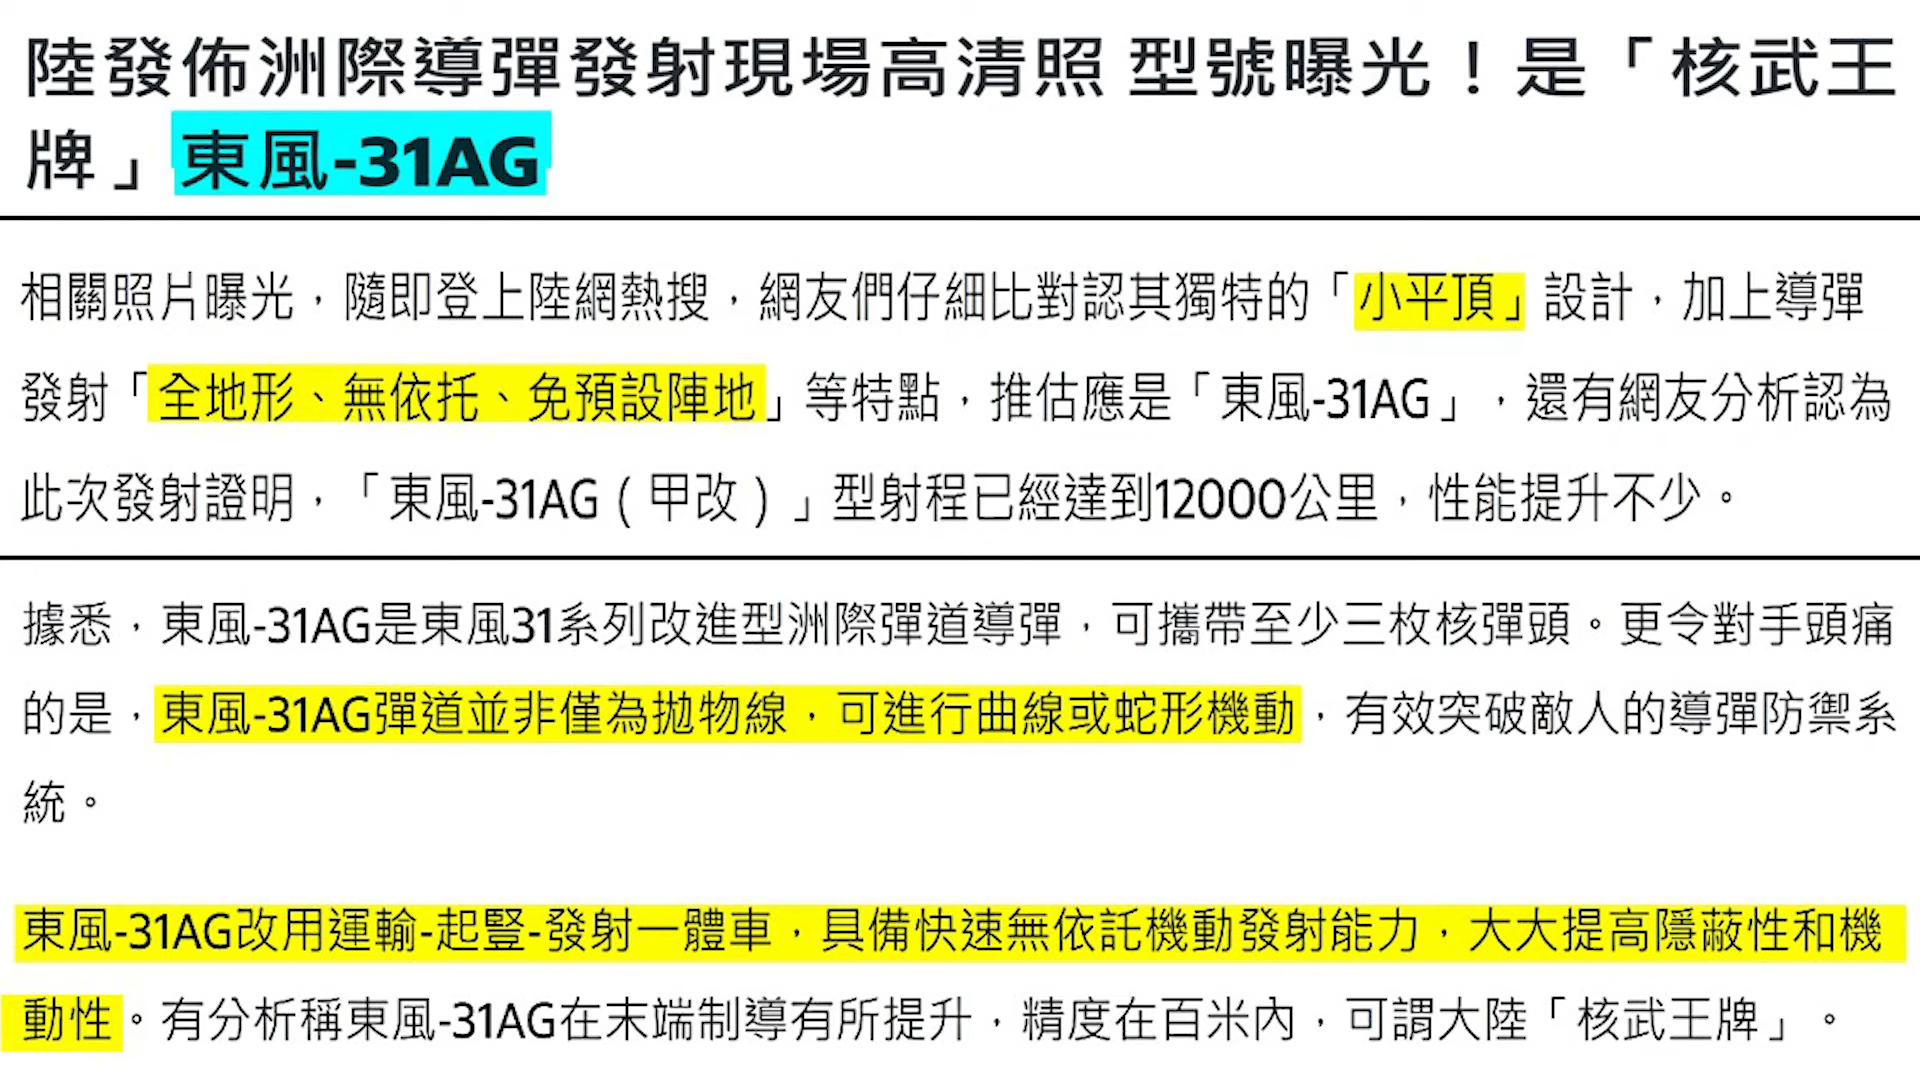 陸發佈洲際導彈發射現場高清照 型號曝光！是「核武王
牌」東風-31AG
相關照片曝光，隨即登上陸網熱搜，網友們仔細比對認其獨特的「小平頂」設計，加上導彈
發射「全地形、無依托、免預設陣地」等特點，推估應是「東風-31AG」，還有網友分析認為
此次發射證明，「東風-31AG（甲改）」型射程已經達到12000公里，性能提升不少。
據悉，東風-31AG是東風31系列改進型洲際彈道導彈，可攜帶至少三枚核彈頭。更令對手頭痛
的是，東風-31AG彈道並非僅為拋物線，可進行曲線或蛇形機動，有效突破敵人的導彈防禦系
統。
東風-31AG改用運輸-起豎-發射一體車，具備快速無依託機動發射能力，大大提高隱蔽性和機
動性。有分析稱東風-31AG在末端制導有所提升，精度在百米內，可謂大陸「核武王牌」。